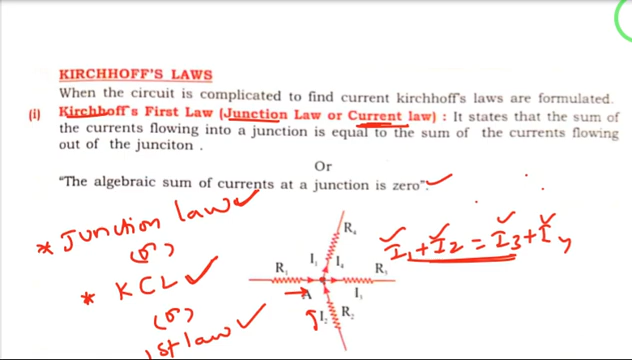 KIRCHHOFF'S LAWS
When the circuit is complicated to find current kirchhoff's laws are formulated.
(i) Kirchhoff's First Law (Junction Law or Current law) : It states that the sum of
the currents flowing into a junction is equal to the sum of the currents flowing
out of the junciton .
Or
"The algebraic sum of currents at a junction is zero".
* Junction law
(or)
* KCL
(or)
1st law
R₄
I₁ + I₂ = I₃ + I₄
R₁
I₁
I₄
R₃
A
I₃
I₂
R₂